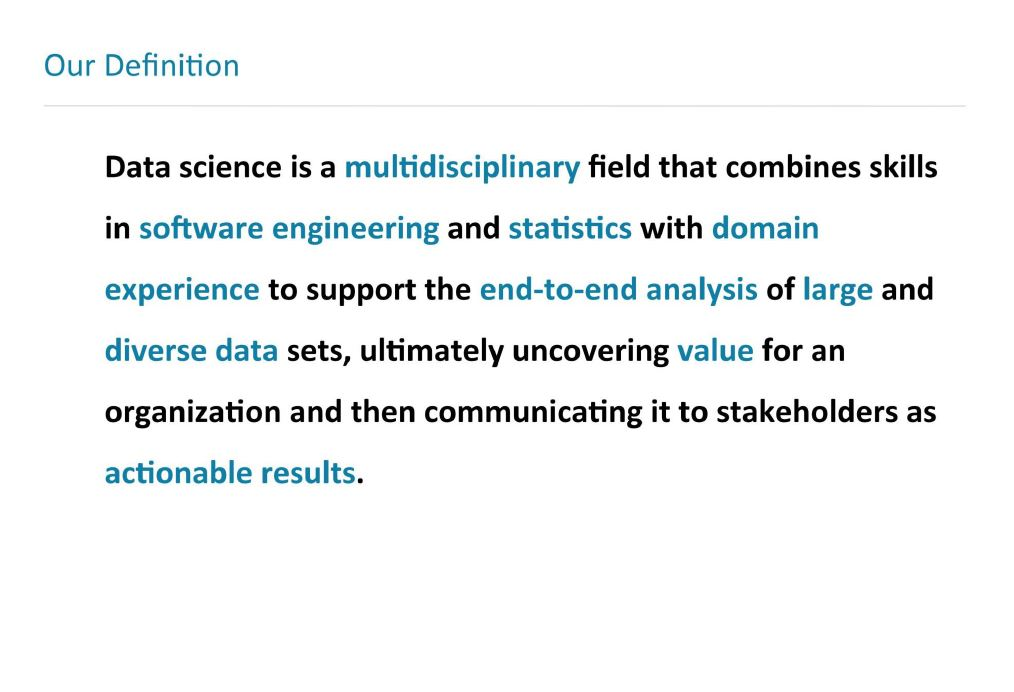 Our Definition
Data science is a multidisciplinary field that combines skills
in software engineering and statistics with domain
experience to support the end-to-end analysis of large and
diverse data sets, ultimately uncovering value for an
organization and then communicating it to stakeholders as
actionable results.